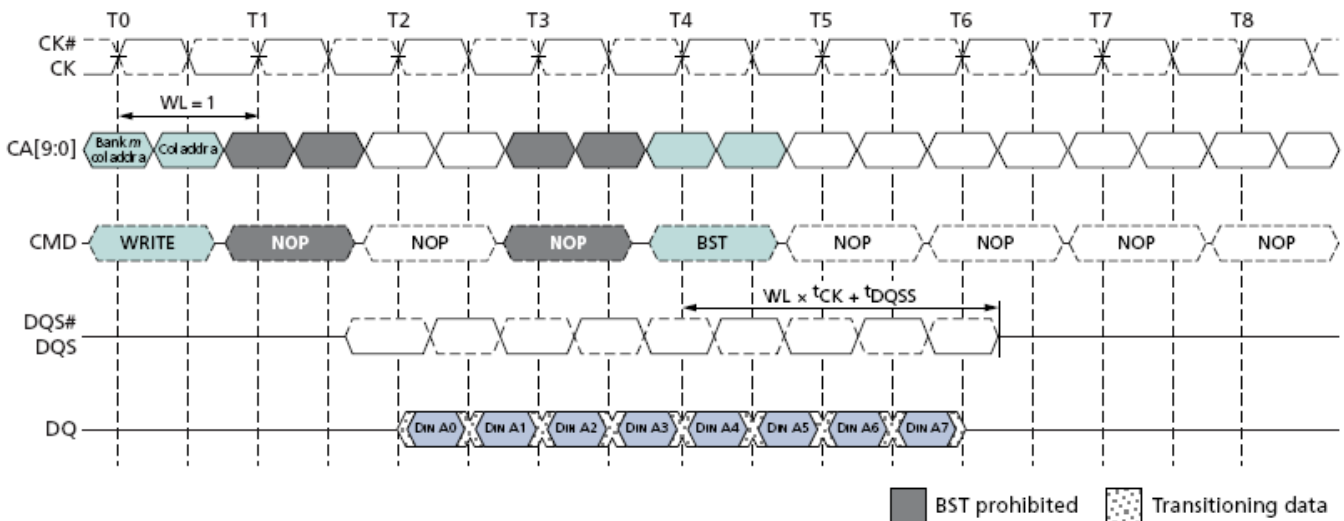 T0 T1 T2 T3 T4 T5 T6 T7 T8
CK#
CK
WL = 1
CA[9:0]
Bank m
col addr a
Col addr a
CMD
WRITE NOP NOP NOP BST NOP NOP NOP NOP
WL × tCK + tDQSS
DQS#
DQS
DQ
DIN A0 DIN A1 DIN A2 DIN A3 DIN A4 DIN A5 DIN A6 DIN A7
BST prohibited
Transitioning data